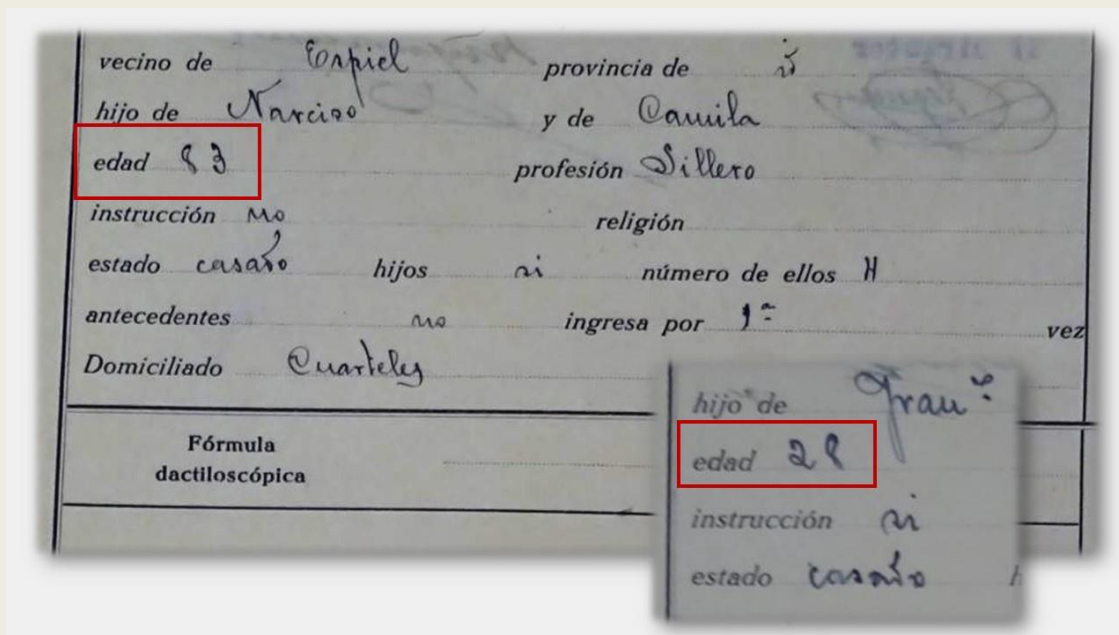 vecino de Espiel provincia de id
hijo de Narciso y de Camila
edad 83 profesión Sillero
instrucción no religión
estado casado hijos si número de ellos 4
antecedentes no ingresa por 1ª vez
Domiciliado Cuarteles
Fórmula
dactiloscópica
hijo de Franº
edad 28
instrucción si
estado casado h